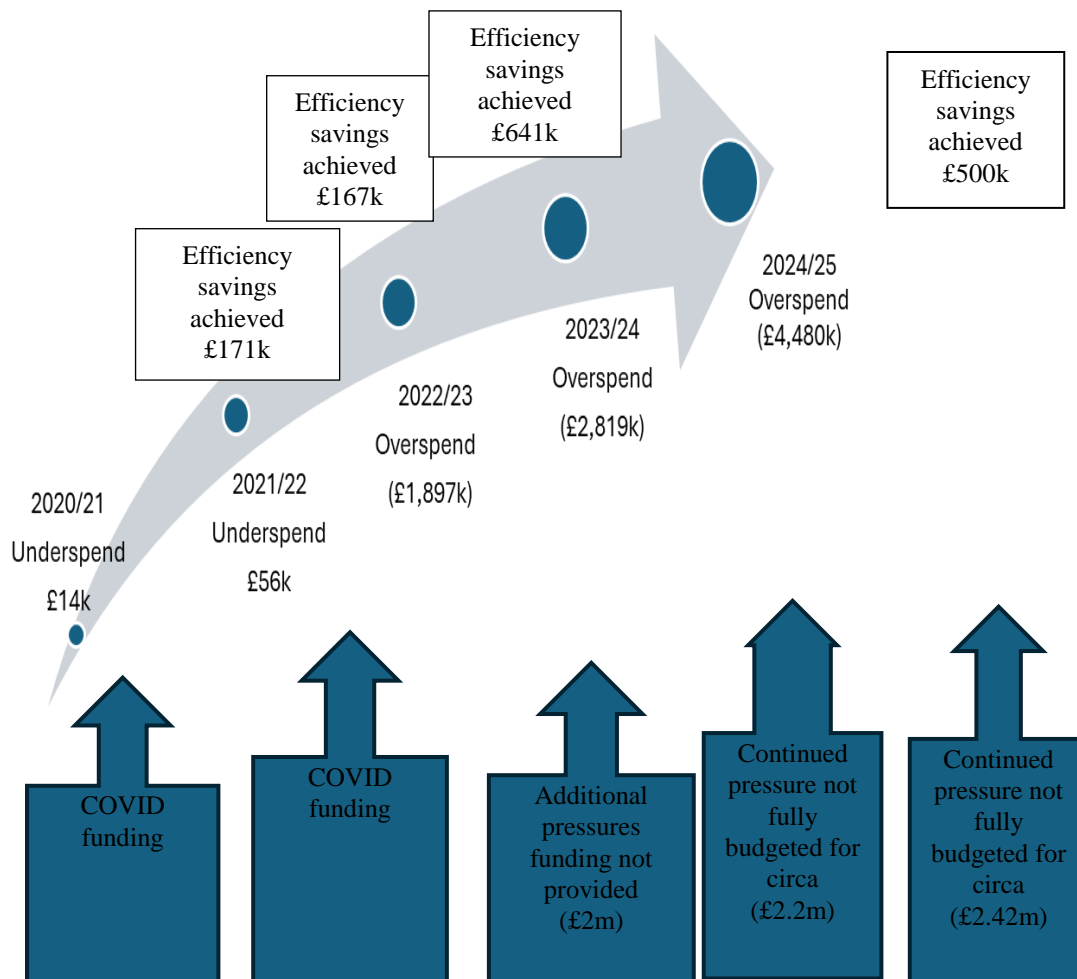 Efficiency
savings
achieved
£641k
Efficiency
savings
achieved
£167k
Efficiency
savings
achieved
£500k
Efficiency
savings
achieved
£171k
2024/25
Overspend
(£4,480k)
2023/24
Overspend
(£2,819k)
2022/23
Overspend
(£1,897k)
2021/22
Underspend
£56k
2020/21
Underspend
£14k
COVID
funding
COVID
funding
Additional
pressures
funding not
provided
(£2m)
Continued
pressure not
fully
budgeted for
circa
(£2.2m)
Continued
pressure not
fully
budgeted for
circa
(£2.42m)